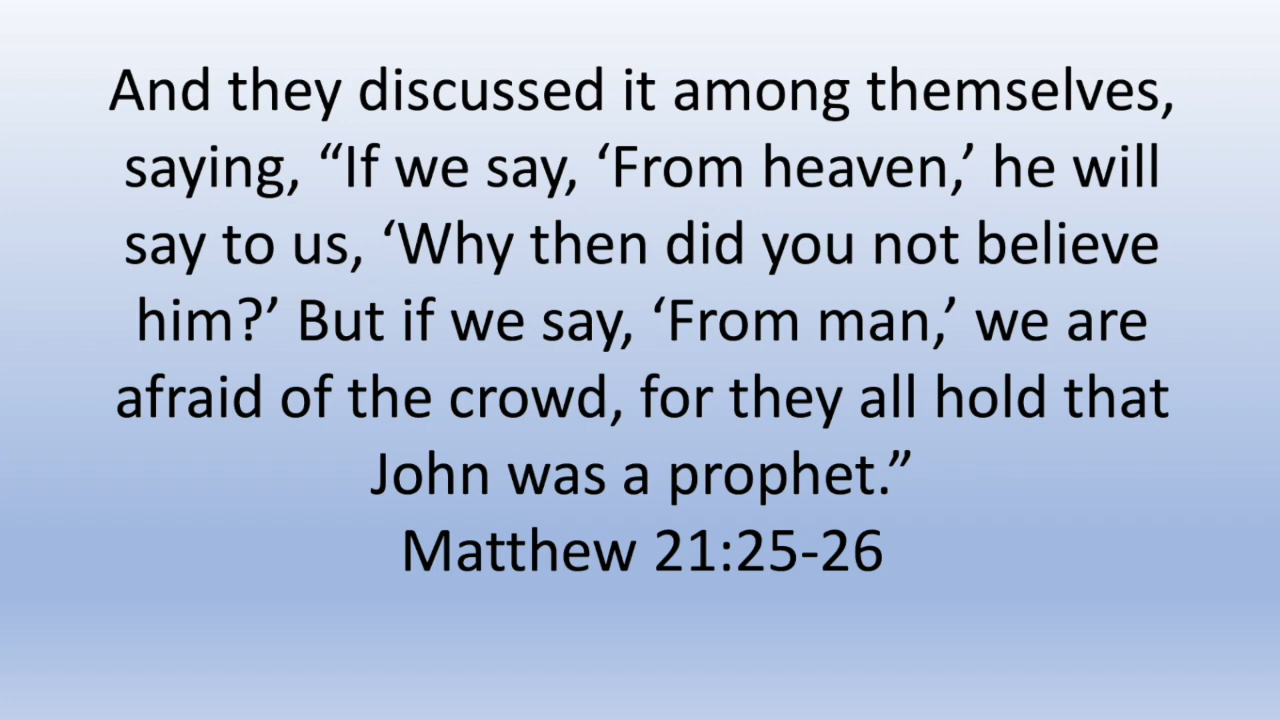 And they discussed it among themselves,
saying, “If we say, ‘From heaven,’ he will
say to us, ‘Why then did you not believe
him?’ But if we say, ‘From man,’ we are
afraid of the crowd, for they all hold that
John was a prophet.”
Matthew 21:25-26